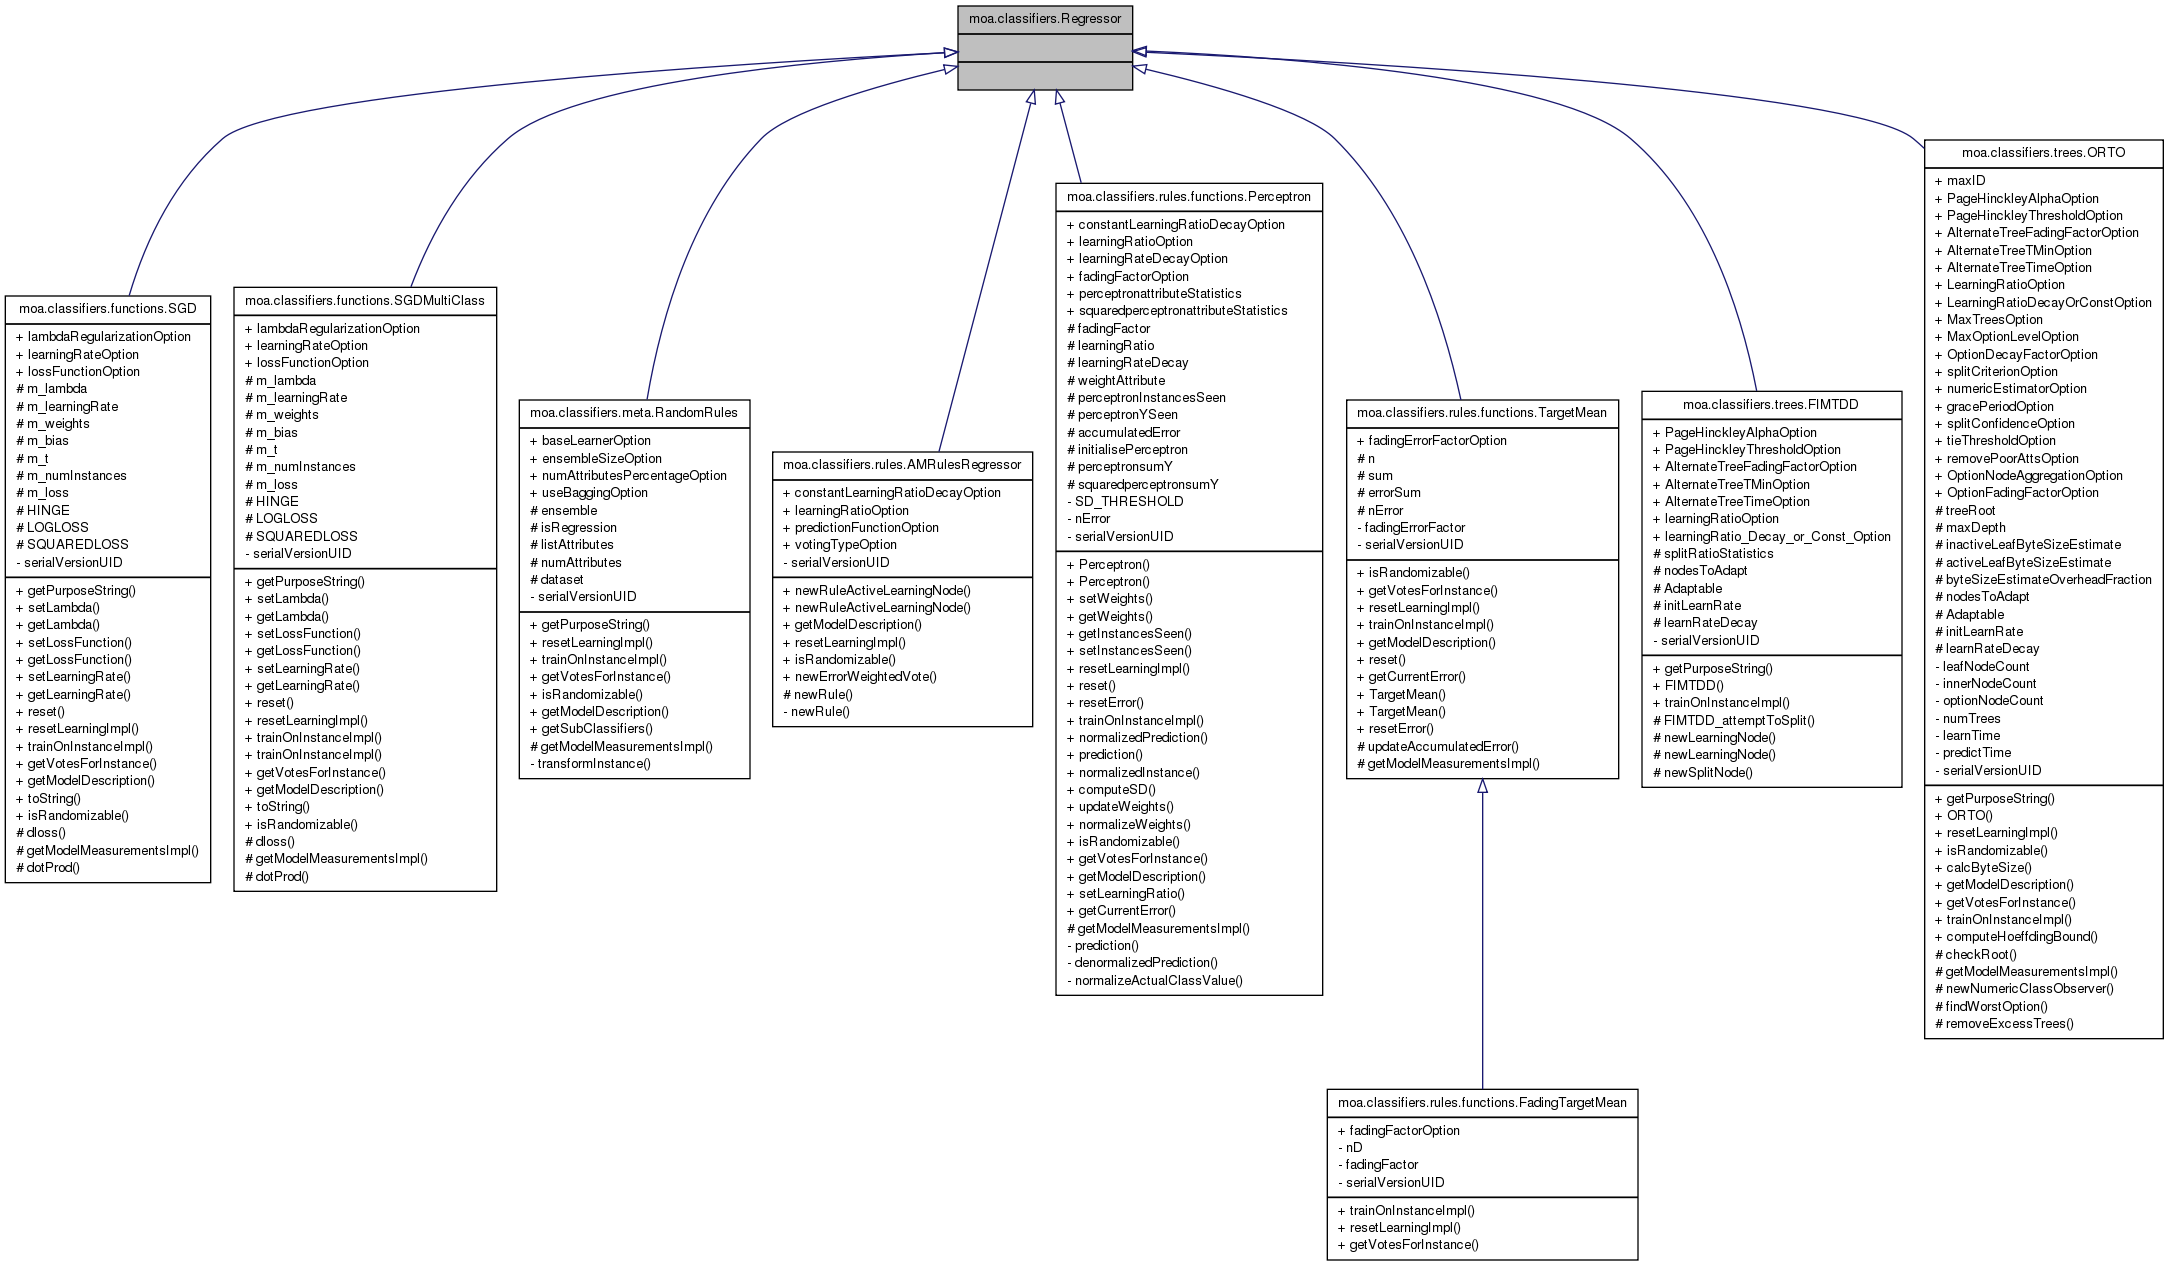 moa.classifiers.Regressor
moa.classifiers.functions.SGD
+ lambdaRegularizationOption
+ learningRateOption
+ lossFunctionOption
# m_lambda
# m_learningRate
# m_weights
# m_bias
# m_t
# m_numInstances
# m_loss
# HINGE
# LOGLOSS
# SQUAREDLOSS
- serialVersionUID
+ getPurposeString()
+ setLambda()
+ getLambda()
+ setLossFunction()
+ getLossFunction()
+ setLearningRate()
+ getLearningRate()
+ reset()
+ resetLearningImpl()
+ trainOnInstanceImpl()
+ getVotesForInstance()
+ getModelDescription()
+ toString()
+ isRandomizable()
# dloss()
# getModelMeasurementsImpl()
# dotProd()
moa.classifiers.functions.SGDMultiClass
+ lambdaRegularizationOption
+ learningRateOption
+ lossFunctionOption
# m_lambda
# m_learningRate
# m_weights
# m_bias
# m_t
# m_numInstances
# m_loss
# HINGE
# LOGLOSS
# SQUAREDLOSS
- serialVersionUID
+ getPurposeString()
+ setLambda()
+ getLambda()
+ setLossFunction()
+ getLossFunction()
+ setLearningRate()
+ getLearningRate()
+ reset()
+ resetLearningImpl()
+ trainOnInstanceImpl()
+ trainOnInstanceImpl()
+ getVotesForInstance()
+ getModelDescription()
+ toString()
+ isRandomizable()
# dloss()
# getModelMeasurementsImpl()
# dotProd()
moa.classifiers.meta.RandomRules
+ baseLearnerOption
+ ensembleSizeOption
+ numAttributesPercentageOption
+ useBaggingOption
# ensemble
# isRegression
# listAttributes
# numAttributes
# dataset
- serialVersionUID
+ getPurposeString()
+ resetLearningImpl()
+ trainOnInstanceImpl()
+ getVotesForInstance()
+ isRandomizable()
+ getModelDescription()
+ getSubClassifiers()
# getModelMeasurementsImpl()
- transformInstance()
moa.classifiers.rules.AMRulesRegressor
+ constantLearningRatioDecayOption
+ learningRatioOption
+ predictionFunctionOption
+ votingTypeOption
- serialVersionUID
+ newRuleActiveLearningNode()
+ newRuleActiveLearningNode()
+ getModelDescription()
+ resetLearningImpl()
+ isRandomizable()
+ newErrorWeightedVote()
# newRule()
- newRule()
moa.classifiers.rules.functions.Perceptron
+ constantLearningRatioDecayOption
+ learningRatioOption
+ learningRateDecayOption
+ fadingFactorOption
+ perceptronattributeStatistics
+ squaredperceptronattributeStatistics
# fadingFactor
# learningRatio
# learningRateDecay
# weightAttribute
# perceptronInstancesSeen
# perceptronYSeen
# accumulatedError
# initialisePerceptron
# perceptronsumY
# squaredperceptronsumY
- SD_THRESHOLD
- nError
- serialVersionUID
+ Perceptron()
+ Perceptron()
+ setWeights()
+ getWeights()
+ getInstancesSeen()
+ setInstancesSeen()
+ resetLearningImpl()
+ reset()
+ resetError()
+ trainOnInstanceImpl()
+ normalizedPrediction()
+ prediction()
+ normalizedInstance()
+ computeSD()
+ updateWeights()
+ normalizeWeights()
+ isRandomizable()
+ getVotesForInstance()
+ getModelDescription()
+ setLearningRatio()
+ getCurrentError()
# getModelMeasurementsImpl()
- prediction()
- denormalizedPrediction()
- normalizeActualClassValue()
moa.classifiers.rules.functions.TargetMean
+ fadingErrorFactorOption
# n
# sum
# errorSum
# nError
- fadingErrorFactor
- serialVersionUID
+ isRandomizable()
+ getVotesForInstance()
+ resetLearningImpl()
+ trainOnInstanceImpl()
+ getModelDescription()
+ reset()
+ getCurrentError()
+ TargetMean()
+ TargetMean()
+ resetError()
# updateAccumulatedError()
# getModelMeasurementsImpl()
moa.classifiers.trees.FIMTDD
+ PageHinckleyAlphaOption
+ PageHinckleyThresholdOption
+ AlternateTreeFadingFactorOption
+ AlternateTreeTMinOption
+ AlternateTreeTimeOption
+ learningRatioOption
+ learningRatio_Decay_or_Const_Option
# splitRatioStatistics
# nodesToAdapt
# Adaptable
# initLearnRate
# learnRateDecay
- serialVersionUID
+ getPurposeString()
+ FIMTDD()
+ trainOnInstanceImpl()
# FIMTDD_attemptToSplit()
# newLearningNode()
# newLearningNode()
# newSplitNode()
moa.classifiers.trees.ORTO
+ maxID
+ PageHinckleyAlphaOption
+ PageHinckleyThresholdOption
+ AlternateTreeFadingFactorOption
+ AlternateTreeTMinOption
+ AlternateTreeTimeOption
+ LearningRatioOption
+ LearningRatioDecayOrConstOption
+ MaxTreesOption
+ MaxOptionLevelOption
+ OptionDecayFactorOption
+ splitCriterionOption
+ numericEstimatorOption
+ gracePeriodOption
+ splitConfidenceOption
+ tieThresholdOption
+ removePoorAttsOption
+ OptionNodeAggregationOption
+ OptionFadingFactorOption
# treeRoot
# maxDepth
# inactiveLeafByteSizeEstimate
# activeLeafByteSizeEstimate
# byteSizeEstimateOverheadFraction
# nodesToAdapt
# Adaptable
# initLearnRate
# learnRateDecay
- leafNodeCount
- innerNodeCount
- optionNodeCount
- numTrees
- learnTime
- predictTime
- serialVersionUID
+ getPurposeString()
+ ORTO()
+ resetLearningImpl()
+ isRandomizable()
+ calcByteSize()
+ getModelDescription()
+ getVotesForInstance()
+ trainOnInstanceImpl()
+ computeHoeffdingBound()
# checkRoot()
# getModelMeasurementsImpl()
# newNumericClassObserver()
# findWorstOption()
# removeExcessTrees()
moa.classifiers.rules.functions.FadingTargetMean
+ fadingFactorOption
- nD
- fadingFactor
- serialVersionUID
+ trainOnInstanceImpl()
+ resetLearningImpl()
+ getVotesForInstance()